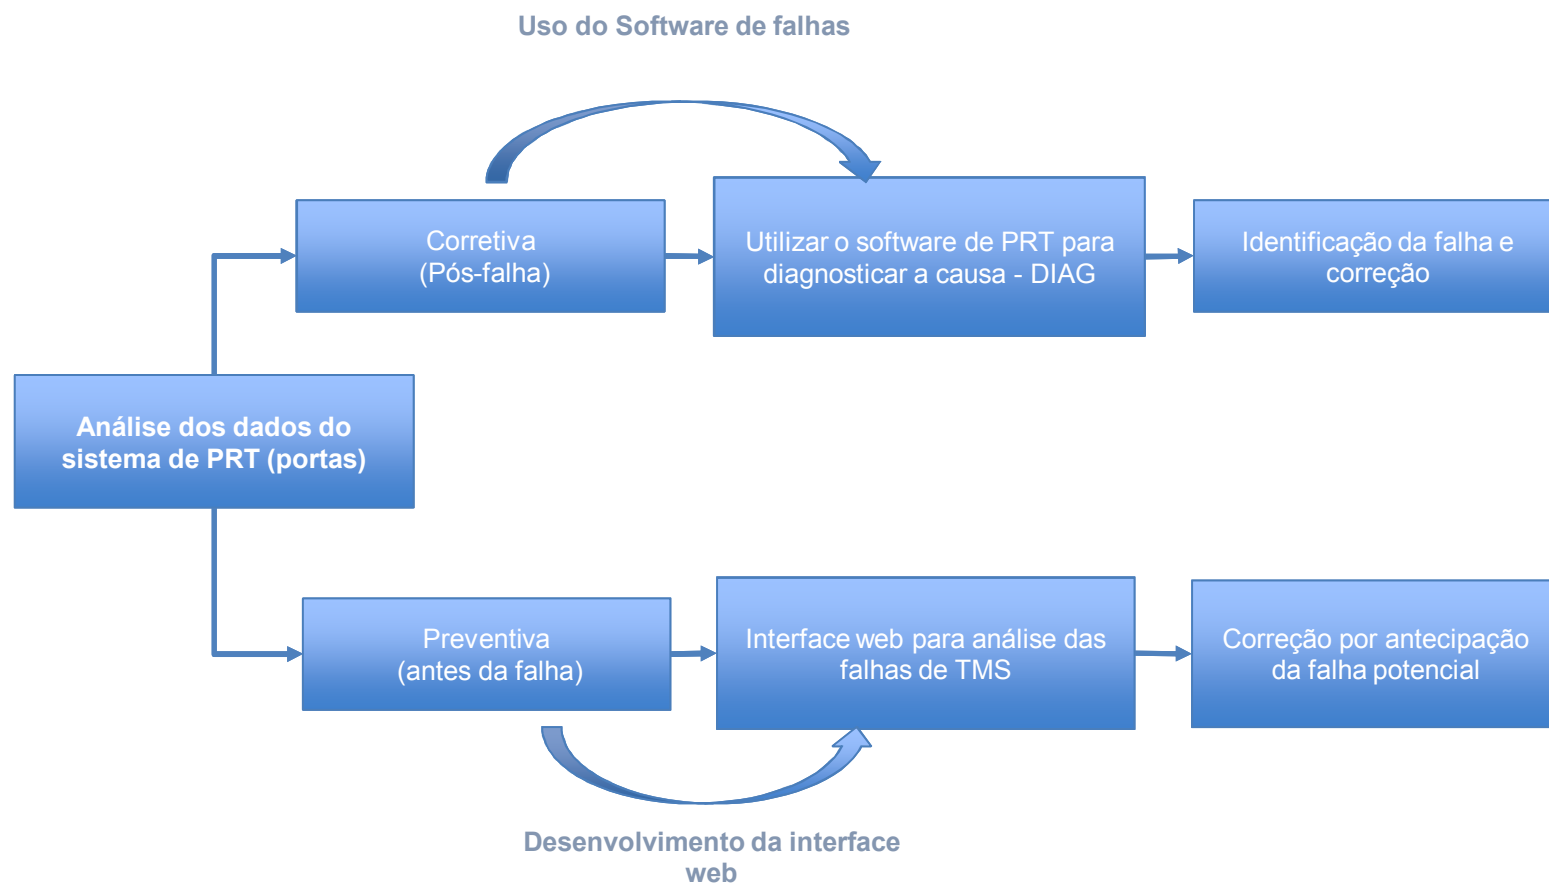 Uso do Software de falhas
Corretiva
(Pós-falha)
Utilizar o software de PRT para
diagnosticar a causa - DIAG
Identificação da falha e
correção
Análise dos dados do
sistema de PRT (portas)
Preventiva
(antes da falha)
Interface web para análise das
falhas de TMS
Correção por antecipação
da falha potencial
Desenvolvimento da interface
web